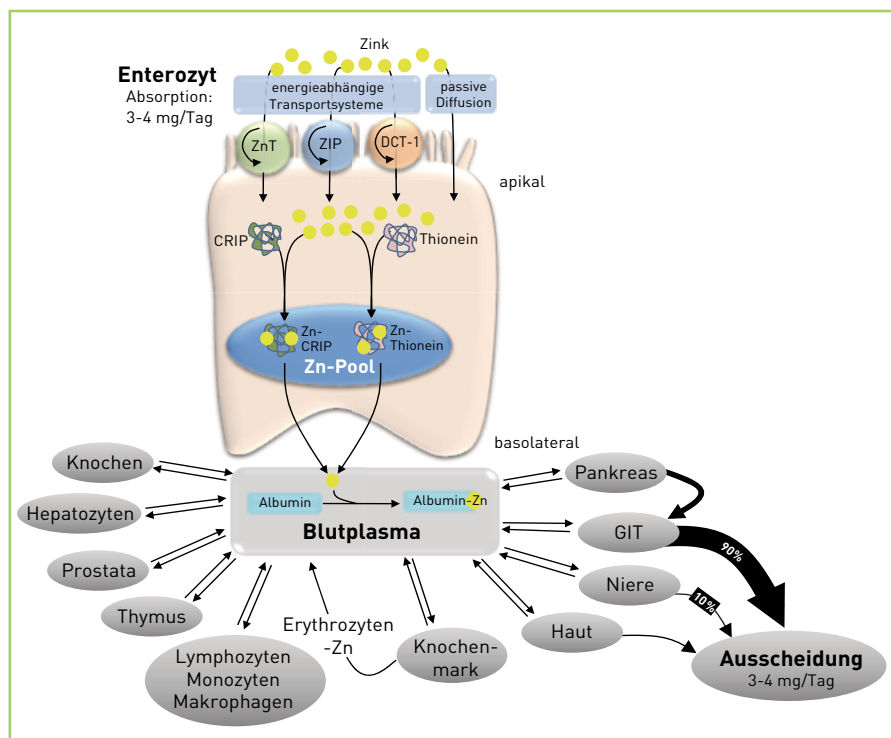 Zink
Enterozyt
Absorption:
3-4 mg/Tag
energieabhängige
Transportsysteme
passive
Diffusion
ZnT
ZIP
DCT-1
apikal
CRIP
Thionein
Zn-
CRIP
Zn-
Thionein
Zn-Pool
basolateral
Knochen
Pankreas
Albumin
Albumin-Zn
Hepatozyten
Blutplasma
GIT
90%
Prostata
Niere
10%
Thymus
Haut
Erythrozyten
-Zn
Knochen-
mark
Lymphozyten
Monozyten
Makrophagen
Ausscheidung
3-4 mg/Tag